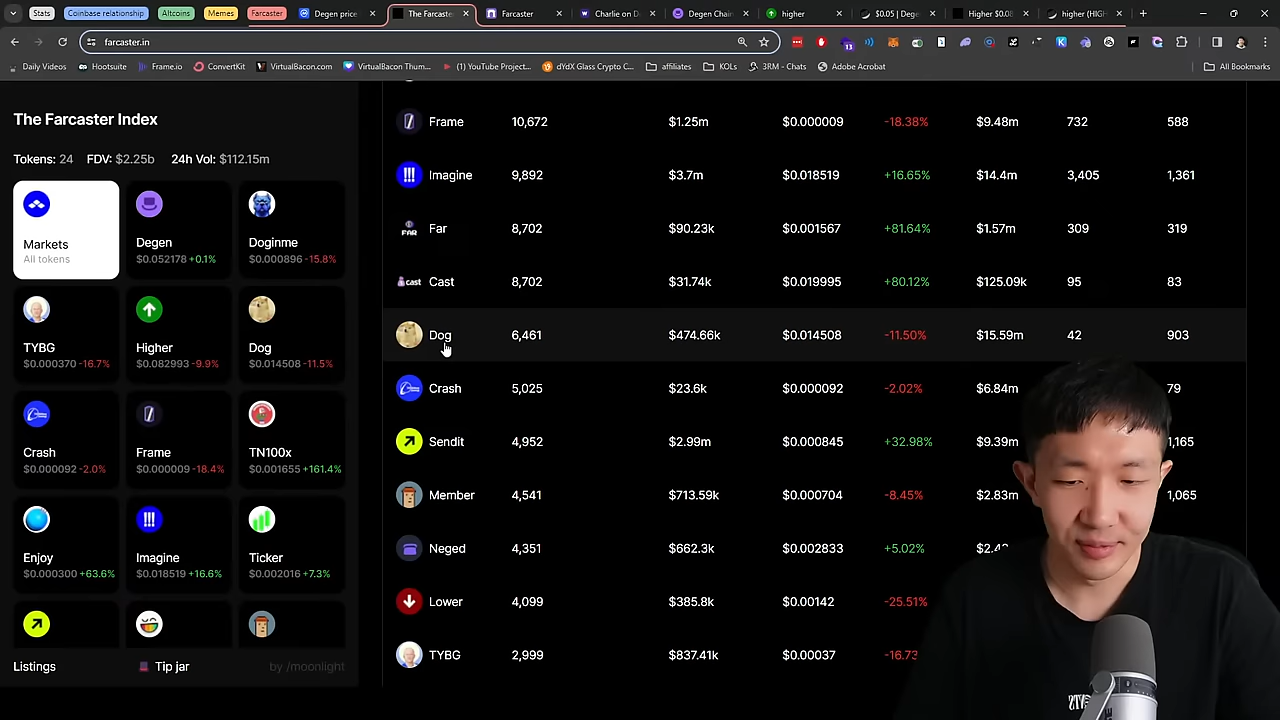 Stats Coinbase relationship Altcoins Memes Farcaster Degen price The Farcaste Farcaster Charlie on D Degen Chain higher $0.05 | Dege Higher $0.08 higher (HIGH
farcaster.in
Daily Videos Hootsuite Frame.io ConvertKit VirtualBacon.com VirtualBacon Thum... (1) YouTube Project... dYdX Glass Crypto C... affiliates KOLs 3RM - Chats Adobe Acrobat All Bookmarks
The Farcaster Index
Tokens: 24 FDV: $2.25b 24h Vol: $112.15m
Markets
All tokens
Degen
$0.052178 +0.1%
Doginme
$0.000896 -15.8%
TYBG
$0.000370 -16.7%
Higher
$0.082993 -9.9%
Dog
$0.014508 -11.5%
Crash
$0.000092 -2.0%
Frame
$0.000009 -18.4%
TN100x
$0.001655 +161.4%
Enjoy
$0.000300 +63.6%
Imagine
$0.018519 +16.6%
Ticker
$0.002016 +7.3%
Listings Tip jar by /moonlight
Frame 10,672 $1.25m $0.000009 -18.38% $9.48m 732 588
Imagine 9,892 $3.7m $0.018519 +16.65% $14.4m 3,405 1,361
FAR Far 8,702 $90.23k $0.001567 +81.64% $1.57m 309 319
cast Cast 8,702 $31.74k $0.019995 +80.12% $125.09k 95 83
Dog 6,461 $474.66k $0.014508 -11.50% $15.59m 42 903
Crash 5,025 $23.6k $0.000092 -2.02% $6.84m 79
Sendit 4,952 $2.99m $0.000845 +32.98% $9.39m 1,165
Member 4,541 $713.59k $0.000704 -8.45% $2.83m 1,065
Neged 4,351 $662.3k $0.002833 +5.02%
Lower 4,099 $385.8k $0.00142 -25.51%
TYBG 2,999 $837.41k $0.00037 -16.73